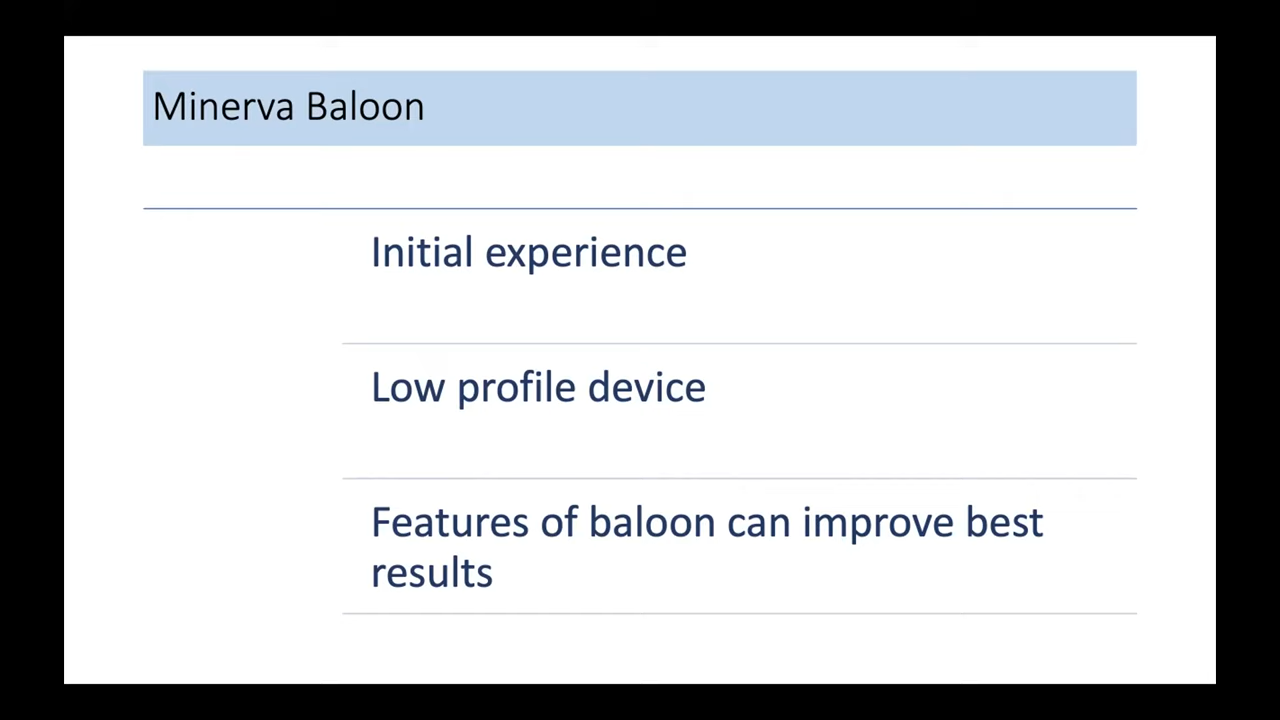 Minerva Baloon
Initial experience
Low profile device
Features of baloon can improve best
results